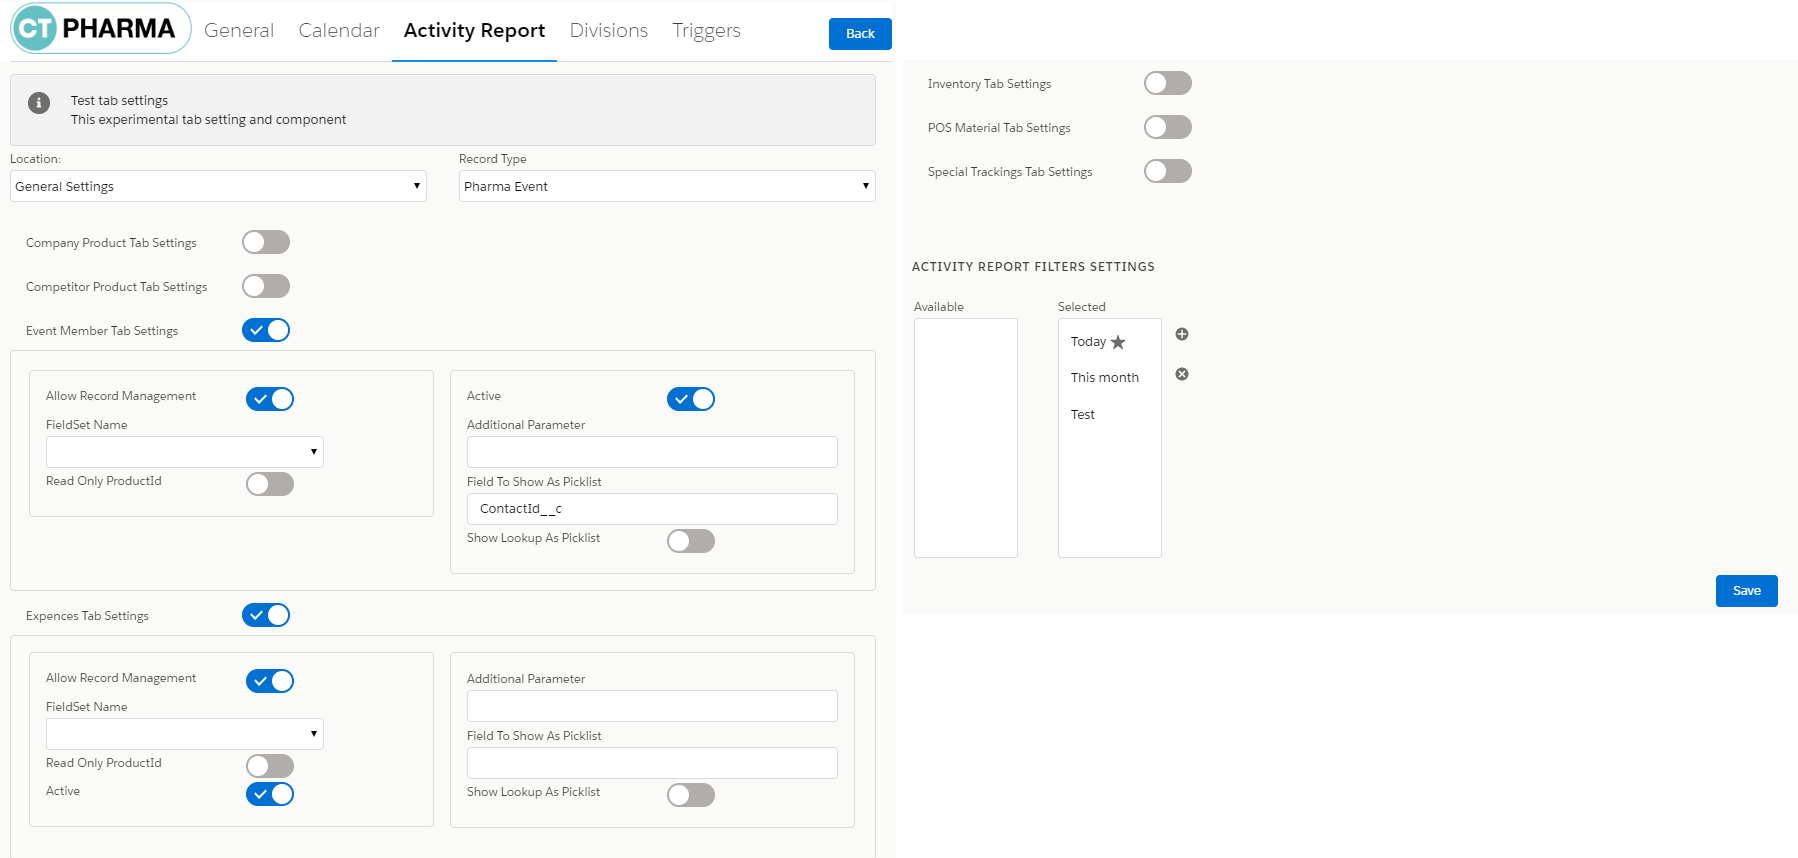 CT PHARMA
General
Calendar
Activity Report
Divisions
Triggers
Back
Test tab settings
This experimental tab setting and component
Location:
Record Type
General Settings
Pharma Event
Company Product Tab Settings
Competitor Product Tab Settings
Event Member Tab Settings
Allow Record Management
FieldSet Name
Read Only ProductId
Active
Additional Parameter
Field To Show As Picklist
ContactId__c
Show Lookup As Picklist
Expences Tab Settings
Allow Record Management
FieldSet Name
Read Only ProductId
Active
Additional Parameter
Field To Show As Picklist
Show Lookup As Picklist
Inventory Tab Settings
POS Material Tab Settings
Special Trackings Tab Settings
ACTIVITY REPORT FILTERS SETTINGS
Available
Selected
Today
This month
Test
Save